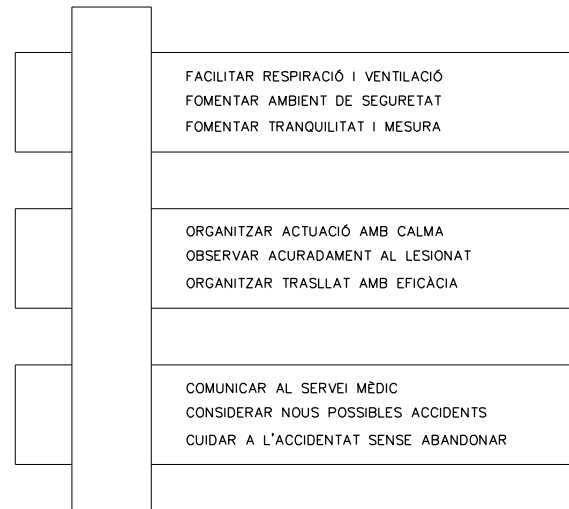 FACILITAR RESPIRACIÓ I VENTILACIÓ
FOMENTAR AMBIENT DE SEGURETAT
FOMENTAR TRANQUILITAT I MESURA
ORGANITZAR ACTUACIÓ AMB CALMA
OBSERVAR ACURADAMENT AL LESIONAT
ORGANITZAR TRASLLAT AMB EFICÀCIA
COMUNICAR AL SERVEI MÈDIC
CONSIDERAR NOUS POSSIBLES ACCIDENTS
CUIDAR A L'ACCIDENTAT SENSE ABANDONAR